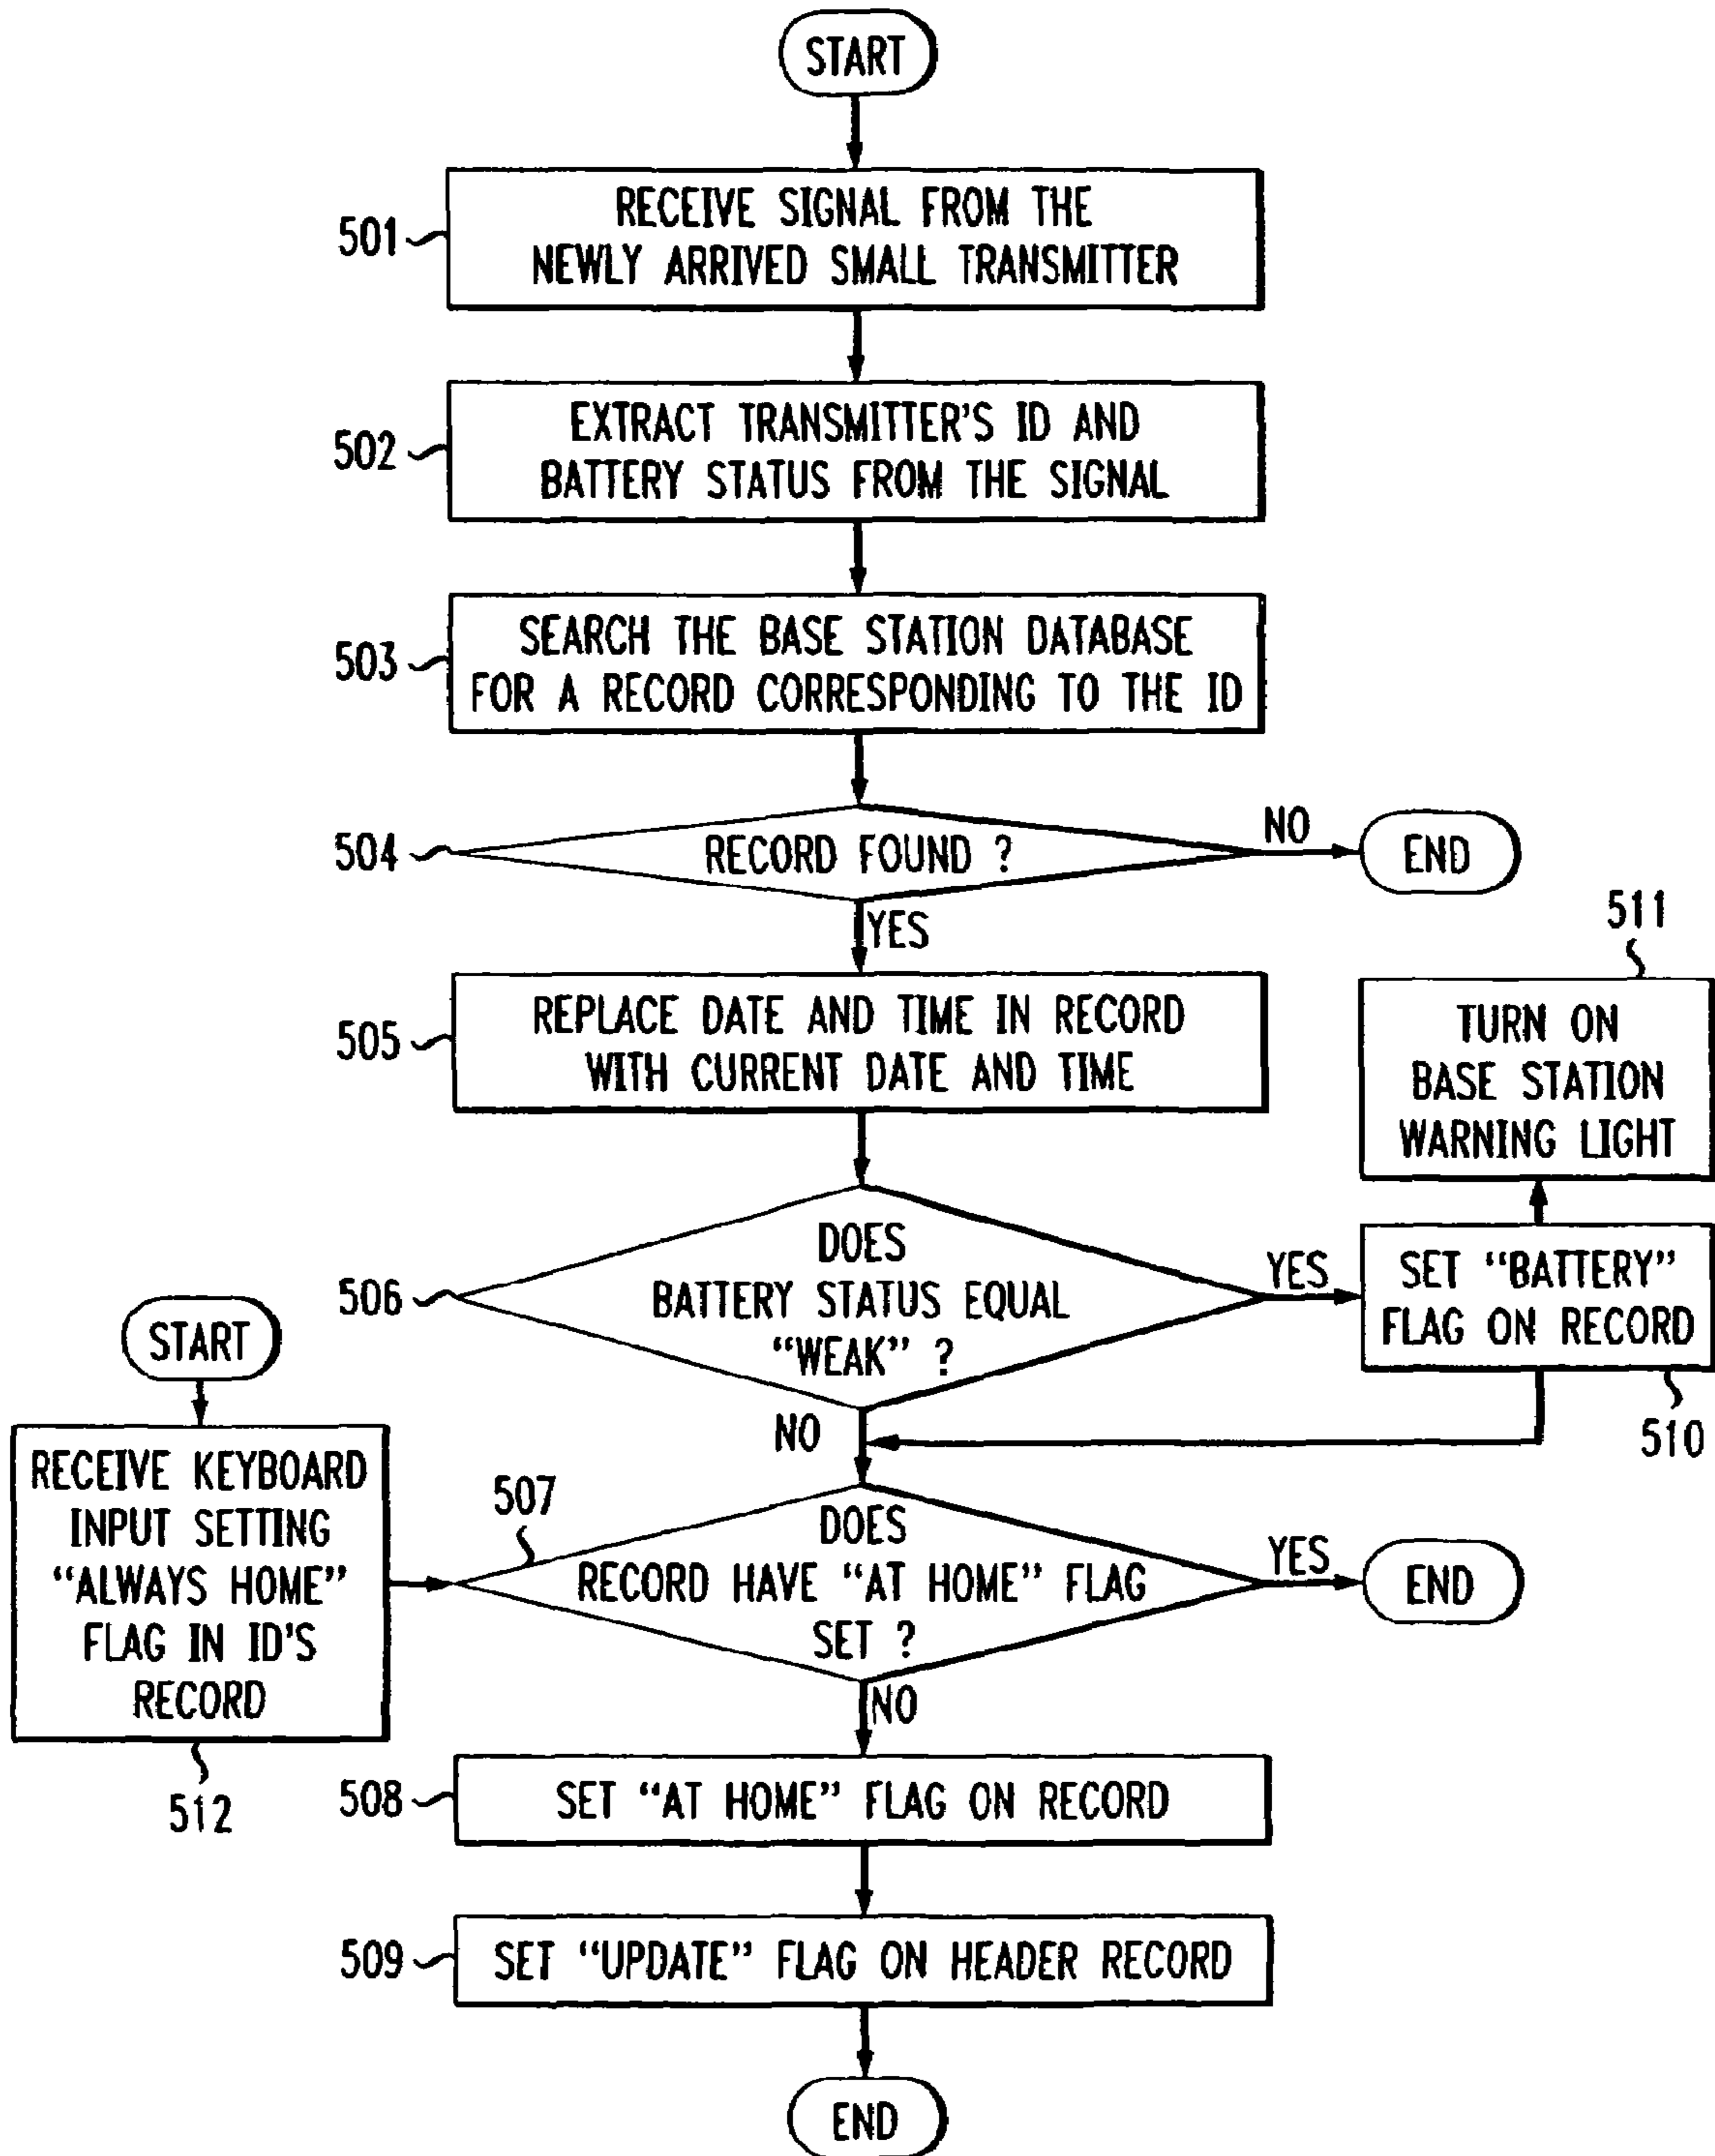 START
501
RECEIVE SIGNAL FROM THE
NEWLY ARRIVED SMALL TRANSMITTER
502
EXTRACT TRANSMITTER'S ID AND
BATTERY STATUS FROM THE SIGNAL
503
SEARCH THE BASE STATION DATABASE
FOR A RECORD CORRESPONDING TO THE ID
504
RECORD FOUND ?
NO
END
YES
505
REPLACE DATE AND TIME IN RECORD
WITH CURRENT DATE AND TIME
511
TURN ON
BASE STATION
WARNING LIGHT
506
DOES
BATTERY STATUS EQUAL
“WEAK” ?
YES
SET “BATTERY”
FLAG ON RECORD
510
NO
START
RECEIVE KEYBOARD
INPUT SETTING
“ALWAYS HOME”
FLAG IN ID'S
RECORD
512
507
DOES
RECORD HAVE “AT HOME” FLAG
SET ?
YES
END
NO
508
SET “AT HOME” FLAG ON RECORD
509
SET “UPDATE” FLAG ON HEADER RECORD
END